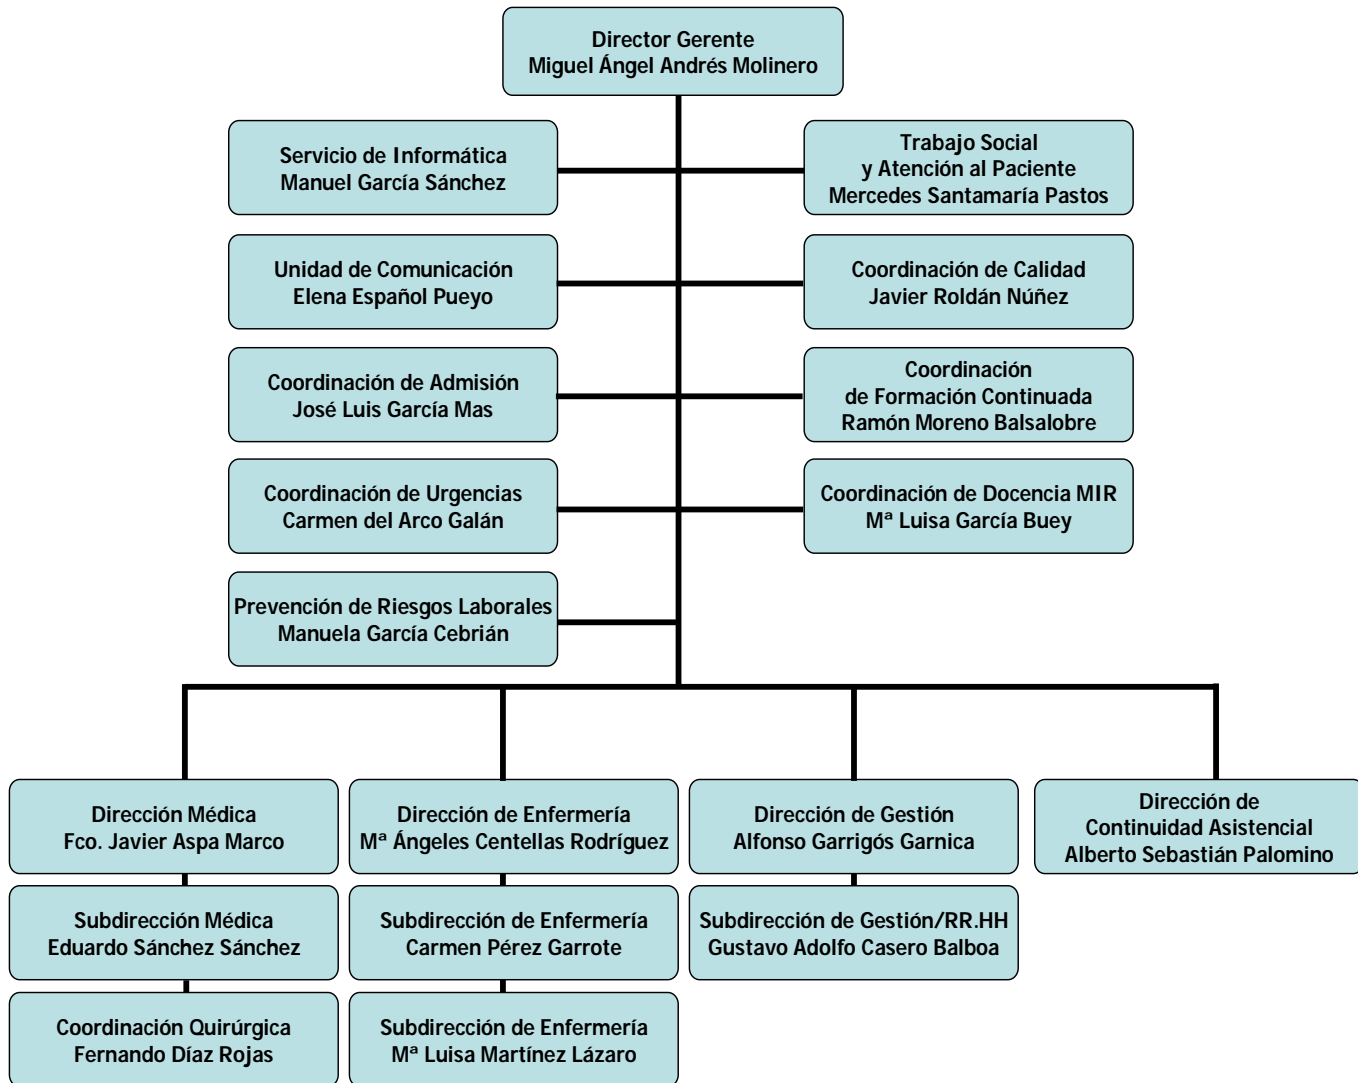 Director Gerente
Miguel Ángel Andrés Molinero
Servicio de Informática
Manuel García Sánchez
Trabajo Social
y Atención al Paciente
Mercedes Santamaría Pastos
Unidad de Comunicación
Elena Español Pueyo
Coordinación de Calidad
Javier Roldán Núñez
Coordinación de Admisión
José Luis García Mas
Coordinación
de Formación Continuada
Ramón Moreno Balsalobre
Coordinación de Urgencias
Carmen del Arco Galán
Coordinación de Docencia MIR
Mª Luisa García Buey
Prevención de Riesgos Laborales
Manuela García Cebrián
Dirección Médica
Fco. Javier Aspa Marco
Dirección de Enfermería
Mª Ángeles Centellas Rodríguez
Dirección de Gestión
Alfonso Garrigós Garnica
Dirección de
Continuidad Asistencial
Alberto Sebastián Palomino
Subdirección Médica
Eduardo Sánchez Sánchez
Subdirección de Enfermería
Carmen Pérez Garrote
Subdirección de Gestión/RR.HH
Gustavo Adolfo Casero Balboa
Coordinación Quirúrgica
Fernando Díaz Rojas
Subdirección de Enfermería
Mª Luisa Martínez Lázaro